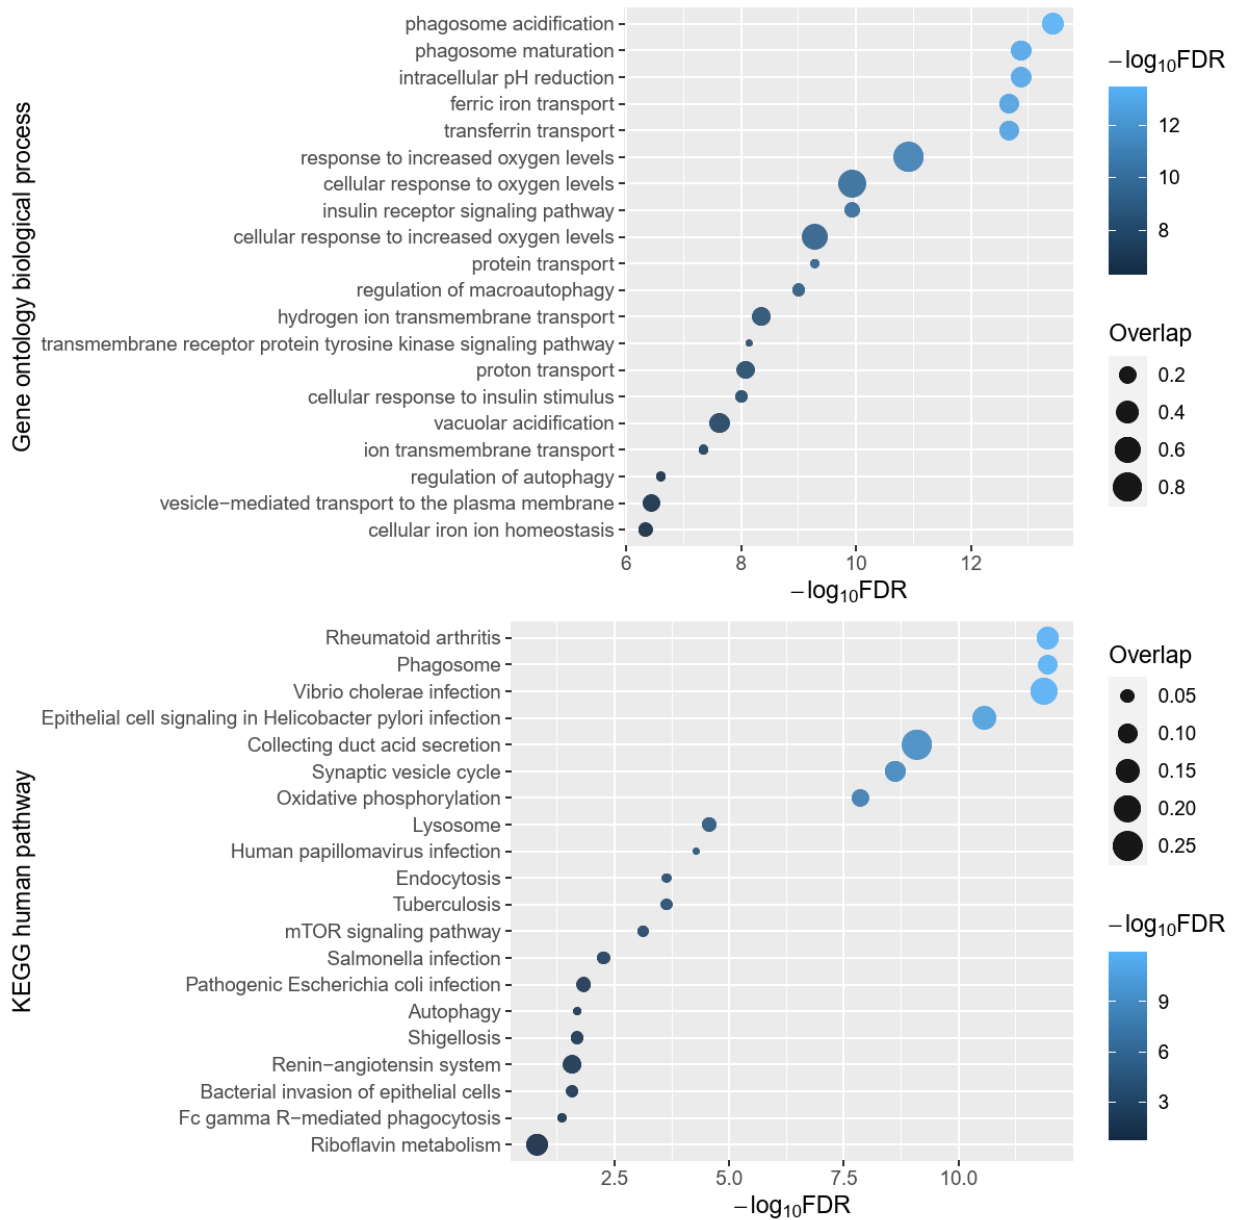 Gene ontology biological process
phagosome acidification
phagosome maturation
intracellular pH reduction
ferric iron transport
transferrin transport
response to increased oxygen levels
cellular response to oxygen levels
insulin receptor signaling pathway
cellular response to increased oxygen levels
protein transport
regulation of macroautophagy
hydrogen ion transmembrane transport
transmembrane receptor protein tyrosine kinase signaling pathway
proton transport
cellular response to insulin stimulus
vacuolar acidification
ion transmembrane transport
regulation of autophagy
vesicle−mediated transport to the plasma membrane
cellular iron ion homeostasis
6 8 10 12
−log₁₀FDR
−log₁₀FDR
12
10
8
Overlap
0.2
0.4
0.6
0.8
KEGG human pathway
Rheumatoid arthritis
Phagosome
Vibrio cholerae infection
Epithelial cell signaling in Helicobacter pylori infection
Collecting duct acid secretion
Synaptic vesicle cycle
Oxidative phosphorylation
Lysosome
Human papillomavirus infection
Endocytosis
Tuberculosis
mTOR signaling pathway
Salmonella infection
Pathogenic Escherichia coli infection
Autophagy
Shigellosis
Renin−angiotensin system
Bacterial invasion of epithelial cells
Fc gamma R−mediated phagocytosis
Riboflavin metabolism
2.5 5.0 7.5 10.0
−log₁₀FDR
Overlap
0.05
0.10
0.15
0.20
0.25
−log₁₀FDR
9
6
3